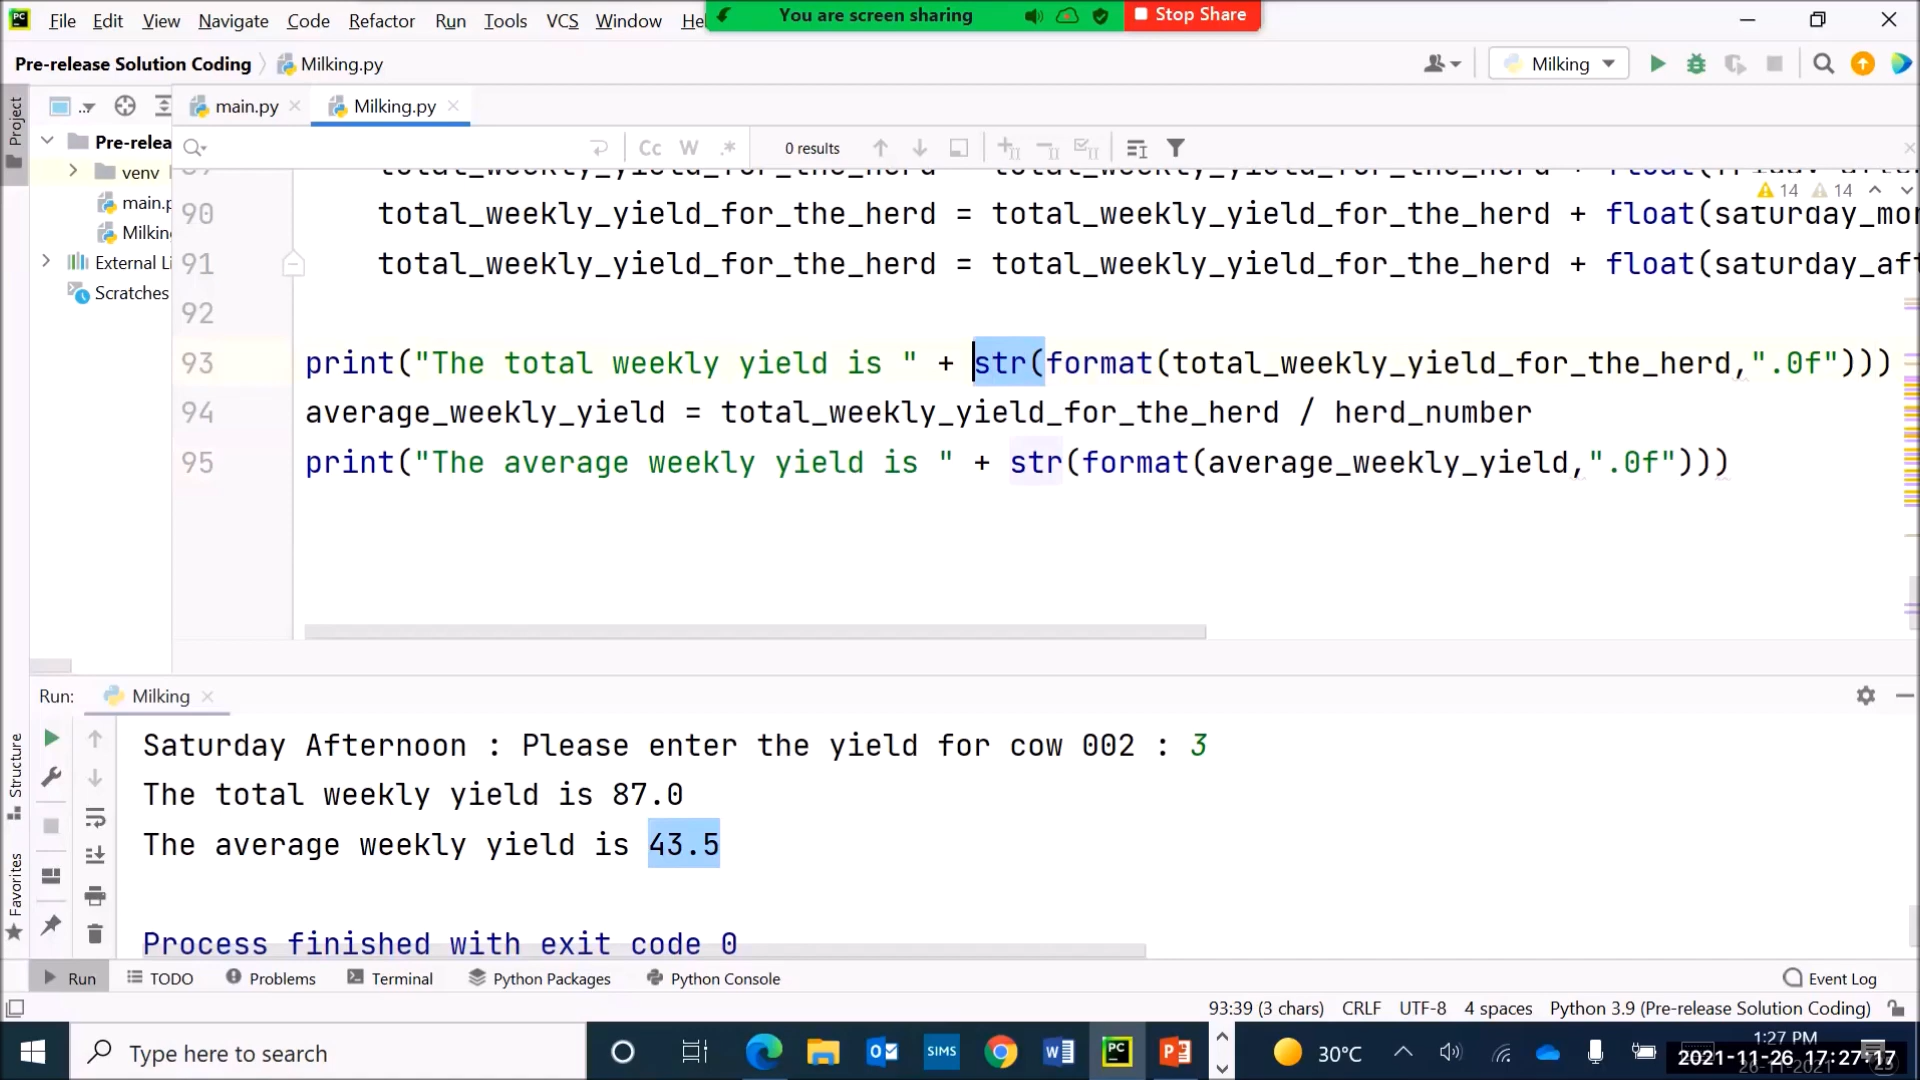 File Edit View Navigate Code Refactor Run Tools VCS Window
You are screen sharing
Stop Share
Pre-release Solution Coding Milking.py
Milking
Project
main.py
Milking.py
Cc W .*
0 results
venv
External
Scratches
14 14
90 total_weekly_yield_for_the_herd = total_weekly_yield_for_the_herd + float(saturday_mor
91 total_weekly_yield_for_the_herd = total_weekly_yield_for_the_herd + float(saturday_aft
92
93 print("The total weekly yield is " + str(format(total_weekly_yield_for_the_herd,".0f")))
94 average_weekly_yield = total_weekly_yield_for_the_herd / herd_number
95 print("The average weekly yield is " + str(format(average_weekly_yield,".0f")))
Run: Milking
Structure
Favorites
Saturday Afternoon : Please enter the yield for cow 002 : 3
The total weekly yield is 87.0
The average weekly yield is 43.5
Process finished with exit code 0
Run TODO Problems Terminal Python Packages Python Console Event Log
93:39 (3 chars) CRLF UTF-8 4 spaces Python 3.9 (Pre-release Solution Coding)
Type here to search
SIMS
30°C
1:27 PM
2021-11-26 17:27:17